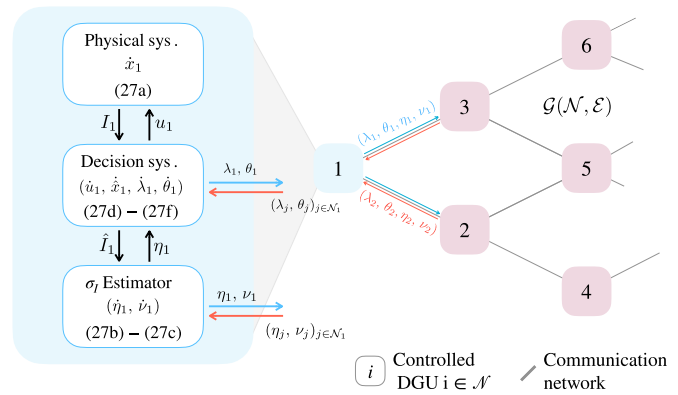 Physical sys .
ẋ₁
(27a)
I₁
u₁
Decision sys .
(u̇₁, x̂̇₁, λ̇₁, θ̇₁)
(27d) − (27f)
Î₁
η₁
σ_I Estimator
(η̇₁, ν̇₁)
(27b) − (27c)
λ₁, θ₁
(λⱼ, θⱼ)ⱼ∈𝒩₁
η₁, ν₁
(ηⱼ, νⱼ)ⱼ∈𝒩₁
1
(λ₁, θ₁, η₁, ν₁)
(λ₂, θ₂, η₂, ν₂)
3
2
6
𝒢(𝒩, ℰ)
5
4
i
Controlled
DGU i ∈ 𝒩
Communication
network